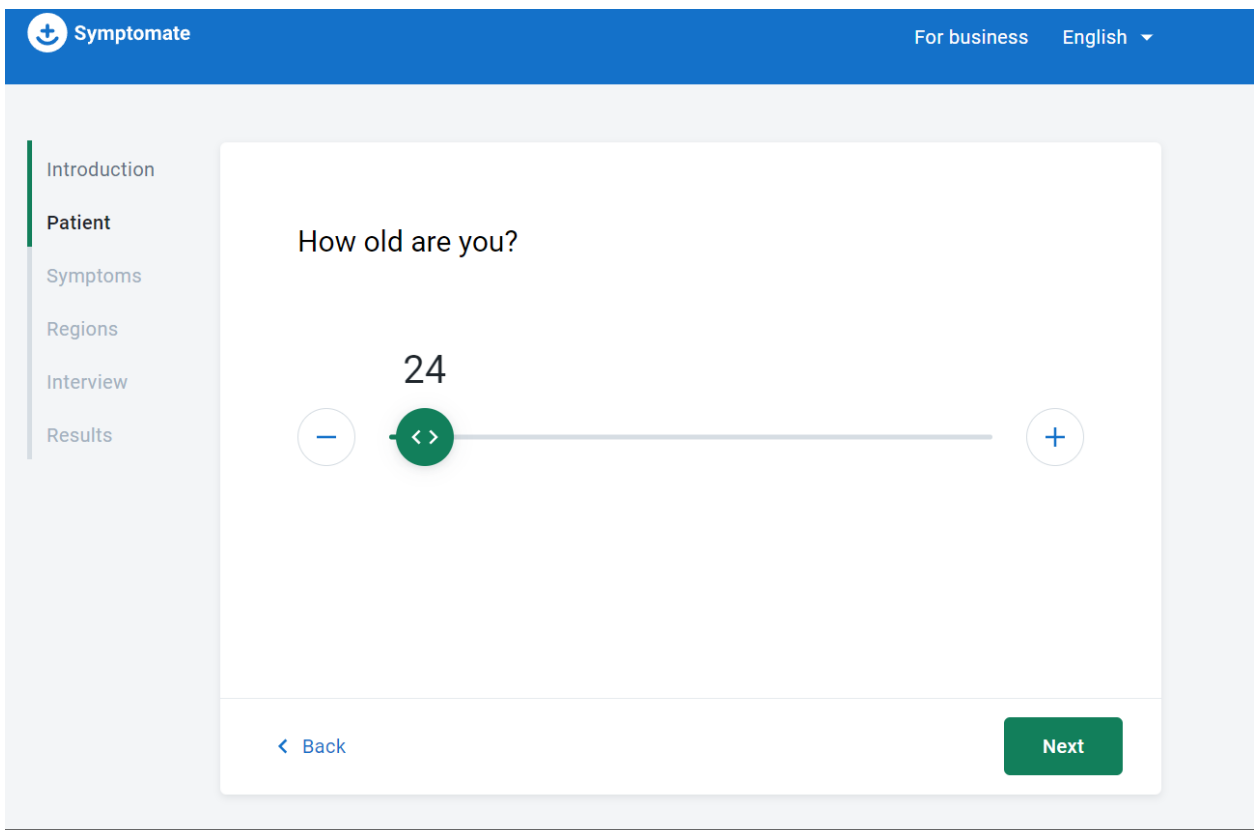 Symptomate
For business English
Introduction
Patient
Symptoms
Regions
Interview
Results
How old are you?
24
Back
Next